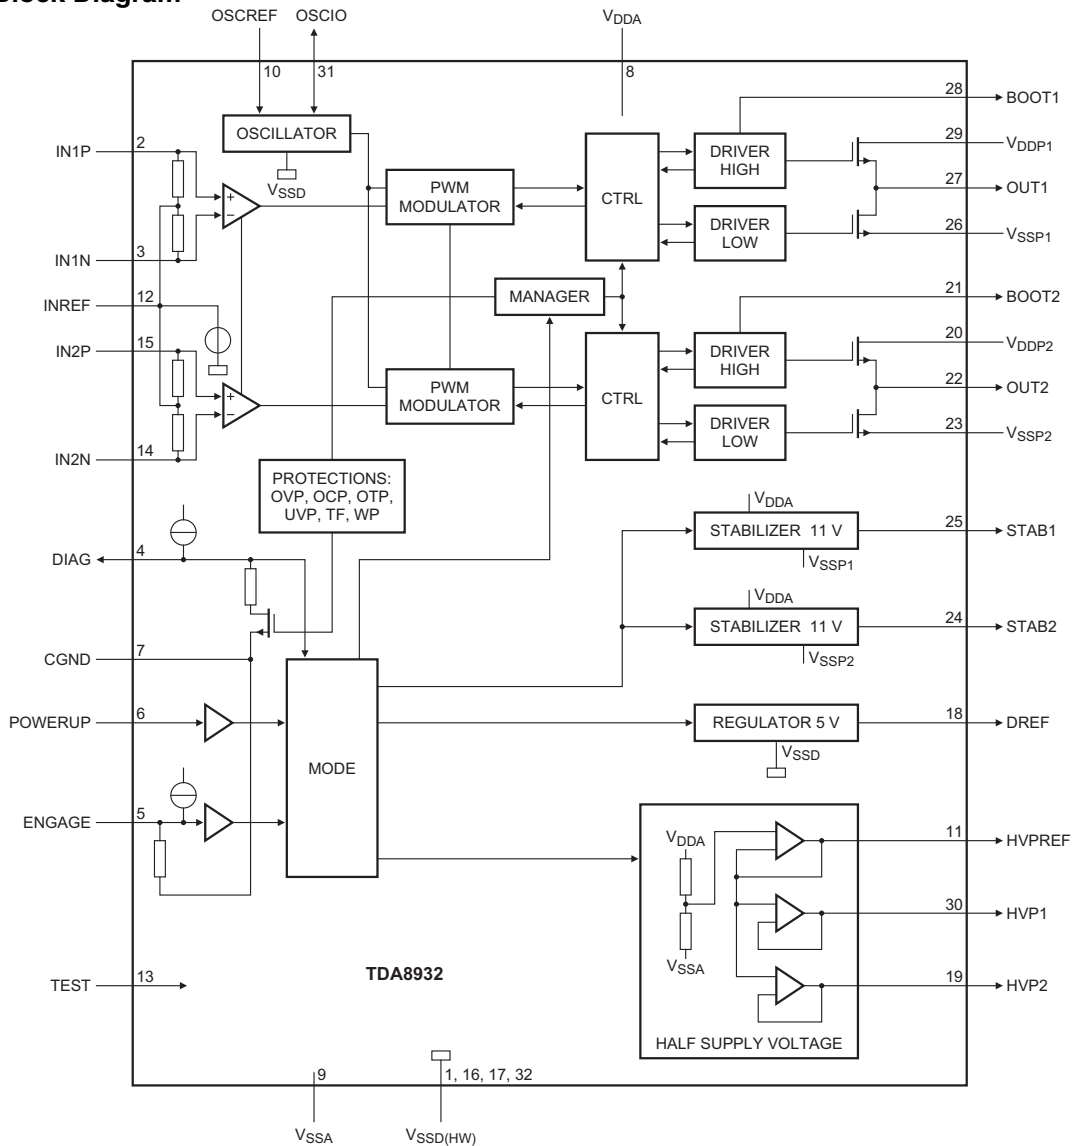 Block Diagram
OSCREF
OSCIO
VDDA
10
31
8
28
BOOT1
OSCILLATOR
VSSD
IN1P
2
29
VDDP1
DRIVER
HIGH
PWM
MODULATOR
CTRL
27
OUT1
DRIVER
LOW
26
VSSP1
IN1N
3
+
−
INREF
12
MANAGER
21
BOOT2
IN2P
15
20
VDDP2
DRIVER
HIGH
PWM
MODULATOR
CTRL
22
OUT2
DRIVER
LOW
23
VSSP2
+
−
IN2N
14
PROTECTIONS:
OVP, OCP, OTP,
UVP, TF, WP
VDDA
STABILIZER 11 V
25
STAB1
VSSP1
DIAG
4
VDDA
STABILIZER 11 V
24
STAB2
VSSP2
CGND
7
POWERUP
6
REGULATOR 5 V
18
DREF
VSSD
MODE
ENGAGE
5
VDDA
11
HVPREF
30
HVP1
VSSA
19
HVP2
HALF SUPPLY VOLTAGE
TEST
13
TDA8932
9
1, 16, 17, 32
VSSA
VSSD(HW)